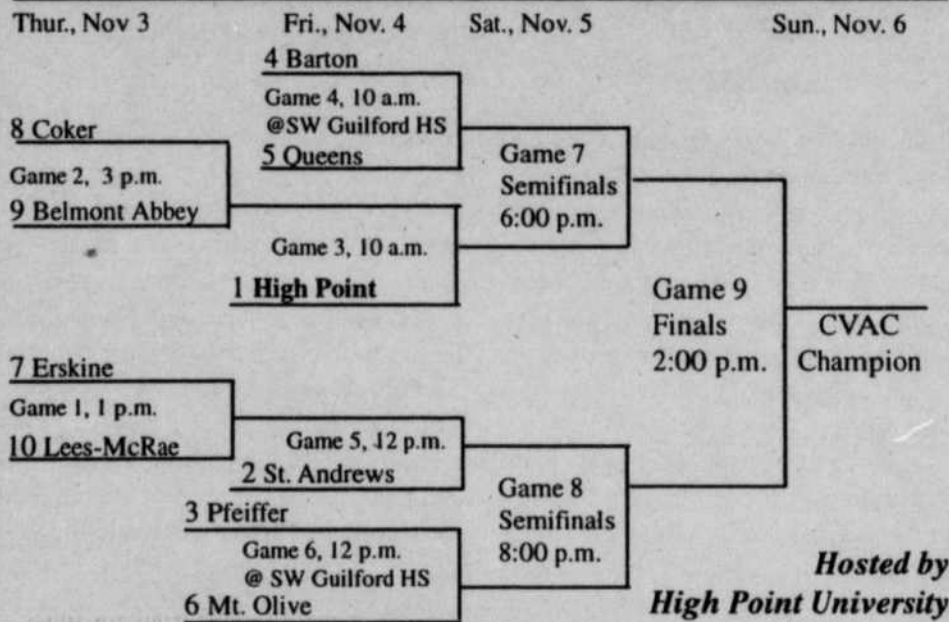 Thur., Nov 3 Fri., Nov. 4 Sat., Nov. 5 Sun., Nov. 6
4 Barton
Game 4, 10 a.m.
@SW Guilford HS
5 Queens
8 Coker
Game 2, 3 p.m.
9 Belmont Abbey
Game 3, 10 a.m.
1 High Point
Game 7
Semifinals
6:00 p.m.
7 Erskine
Game 1, 1 p.m.
10 Lees-McRae
Game 5, 12 p.m.
2 St. Andrews
3 Pfeiffer
Game 6, 12 p.m.
@ SW Guilford HS
6 Mt. Olive
Game 8
Semifinals
8:00 p.m.
Game 9
Finals
2:00 p.m.
CVAC
Champion
Hosted by
High Point University